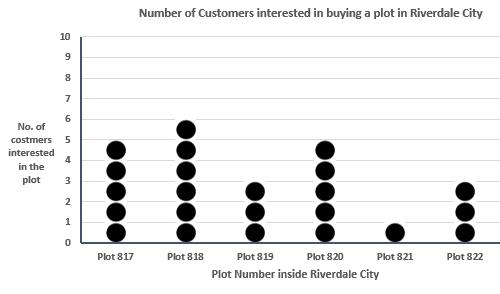 Number of Customers interested in buying a plot in Riverdale City
10
9
8
7
6
5
4
3
2
1
0
No. of
costmers
interested
in the
plot
Plot 817 Plot 818 Plot 819 Plot 820 Plot 821 Plot 822
Plot Number inside Riverdale City